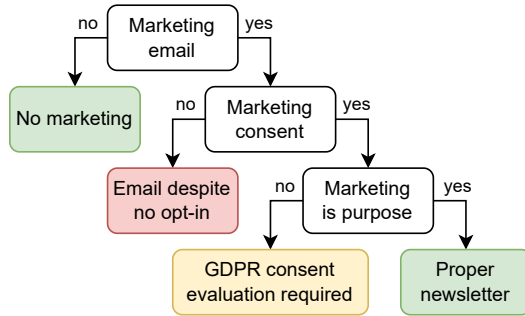 Marketing
email
no
yes
No marketing
Marketing
consent
no
yes
Email despite
no opt-in
Marketing
is purpose
no
yes
GDPR consent
evaluation required
Proper
newsletter